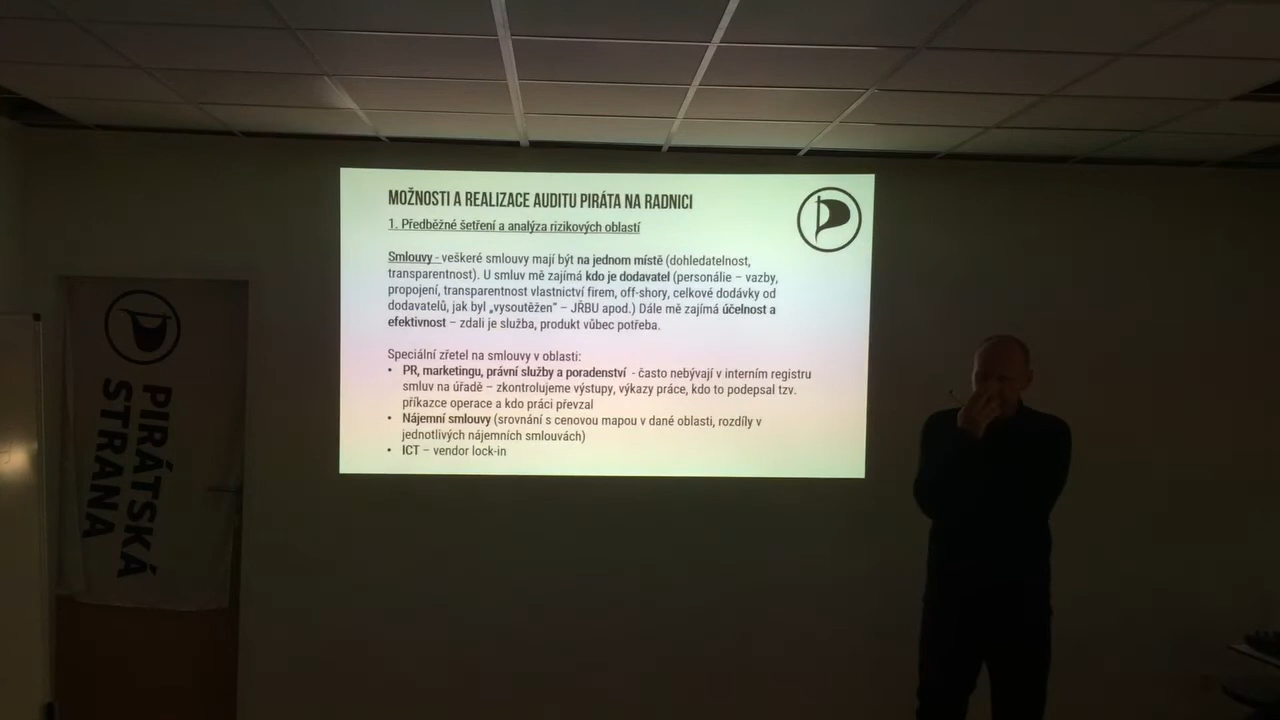 MOŽNOSTI A REALIZACE AUDITU PIRÁTA NA RADNICI
1. Předběžné šetření a analýza rizikových oblastí
Smlouvy - veškeré smlouvy mají být na jednom místě (dohledatelnost,
transparentnost). U smluv mě zajímá kdo je dodavatel (personálie – vazby,
propojení, transparentnost vlastnictví firem, off-shory, celkové dodávky od
dodavatelů, jak byl „vysoutěžen“ – JŘBU apod.) Dále mě zajímá účelnost a
efektivnost – zdali je služba, produkt vůbec potřeba.
Speciální zřetel na smlouvy v oblasti:
• PR, marketingu, právní služby a poradenství - často nebývají v interním registru
smluv na úřadě – zkontrolujeme výstupy, výkazy práce, kdo to podepsal tzv.
příkazce operace a kdo práci převzal
• Nájemní smlouvy (srovnání s cenovou mapou v dané oblasti, rozdíly v
jednotlivých nájemních smlouvách)
• ICT – vendor lock-in
PIRÁTSKÁ
STRANA